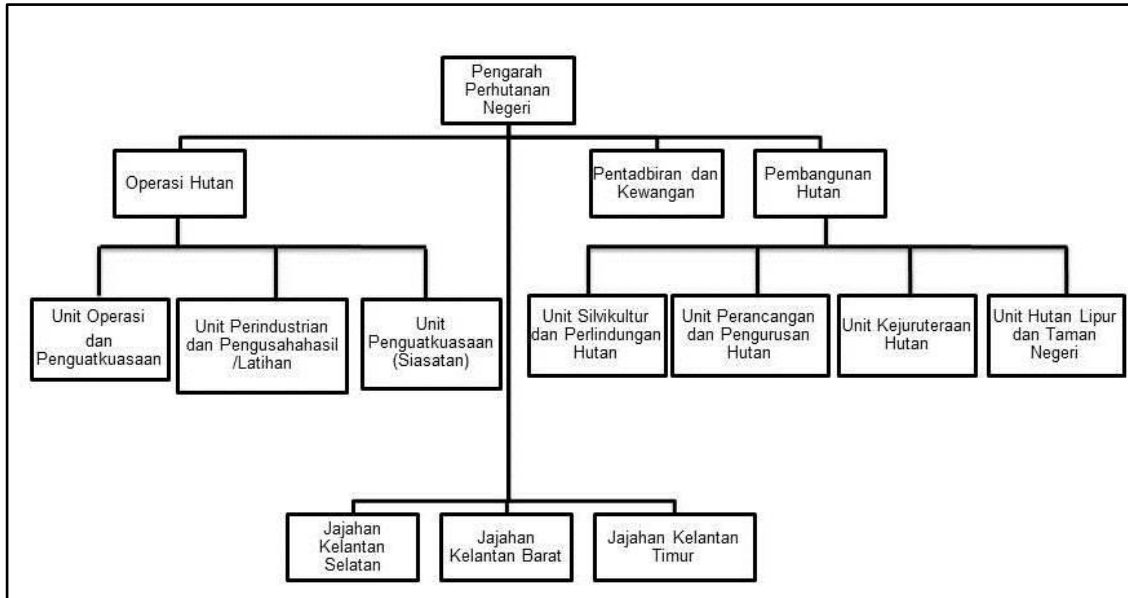 Pengarah
Perhutanan
Negeri
Operasi Hutan
Pentadbiran dan
Kewangan
Pembangunan
Hutan
Unit Operasi
dan
Penguatkuasaan
Unit Perindustrian
dan Pengusahahasil
/Latihan
Unit
Penguatkuasaan
(Siasatan)
Unit Silvikultur
dan Perlindungan
Hutan
Unit Perancangan
dan Pengurusan
Hutan
Unit Kejuruteraan
Hutan
Unit Hutan Lipur
dan Taman
Negeri
Jajahan
Kelantan
Selatan
Jajahan
Kelantan Barat
Jajahan Kelantan
Timur